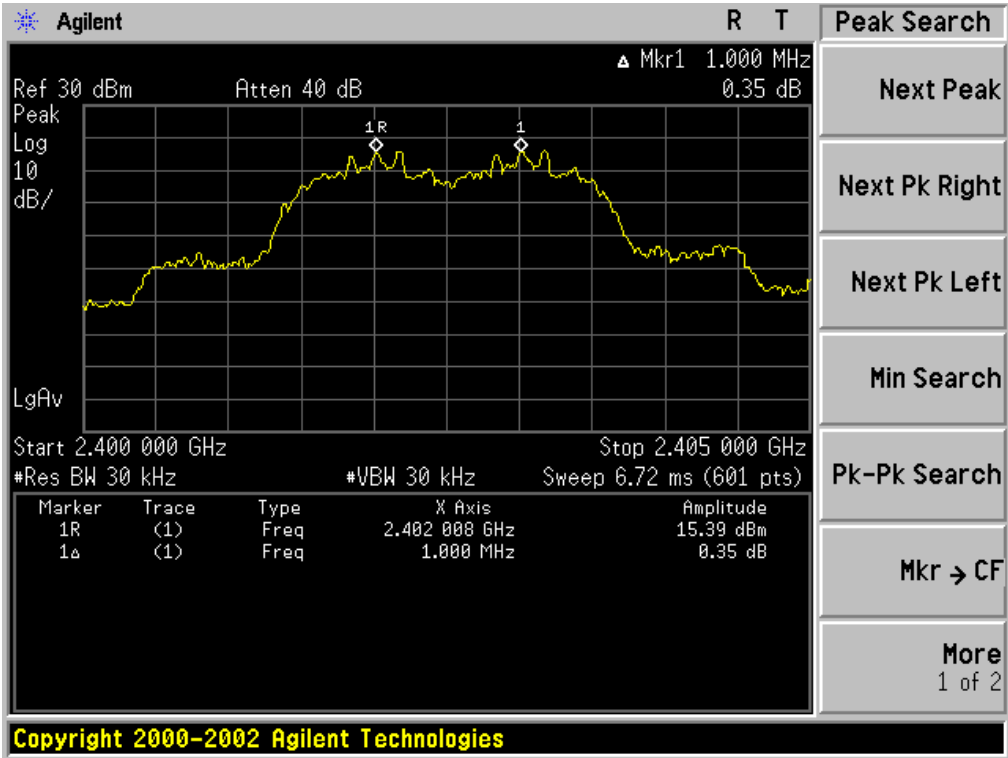 Agilent R T
Peak Search
▵ Mkr1 1.000 MHz
Ref 30 dBm Atten 40 dB 0.35 dB
Peak
Log
10
dB/
1R 1
LgAv
Start 2.400 000 GHz Stop 2.405 000 GHz
#Res BW 30 kHz #VBW 30 kHz Sweep 6.72 ms (601 pts)
Marker Trace Type X Axis Amplitude
1R (1) Freq 2.402 008 GHz 15.39 dBm
1▵ (1) Freq 1.000 MHz 0.35 dB
Next Peak
Next Pk Right
Next Pk Left
Min Search
Pk-Pk Search
Mkr → CF
More
1 of 2
Copyright 2000-2002 Agilent Technologies